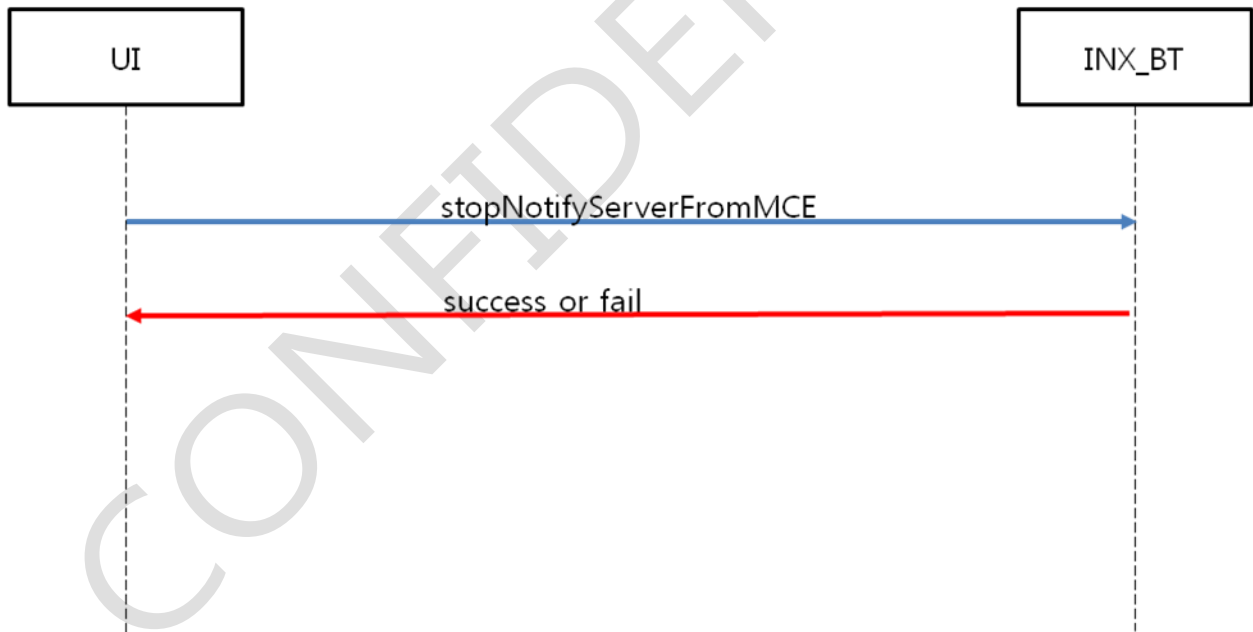 UI
INX_BT
stopNotifyServerFromMCE
success or fail
CONFIDE